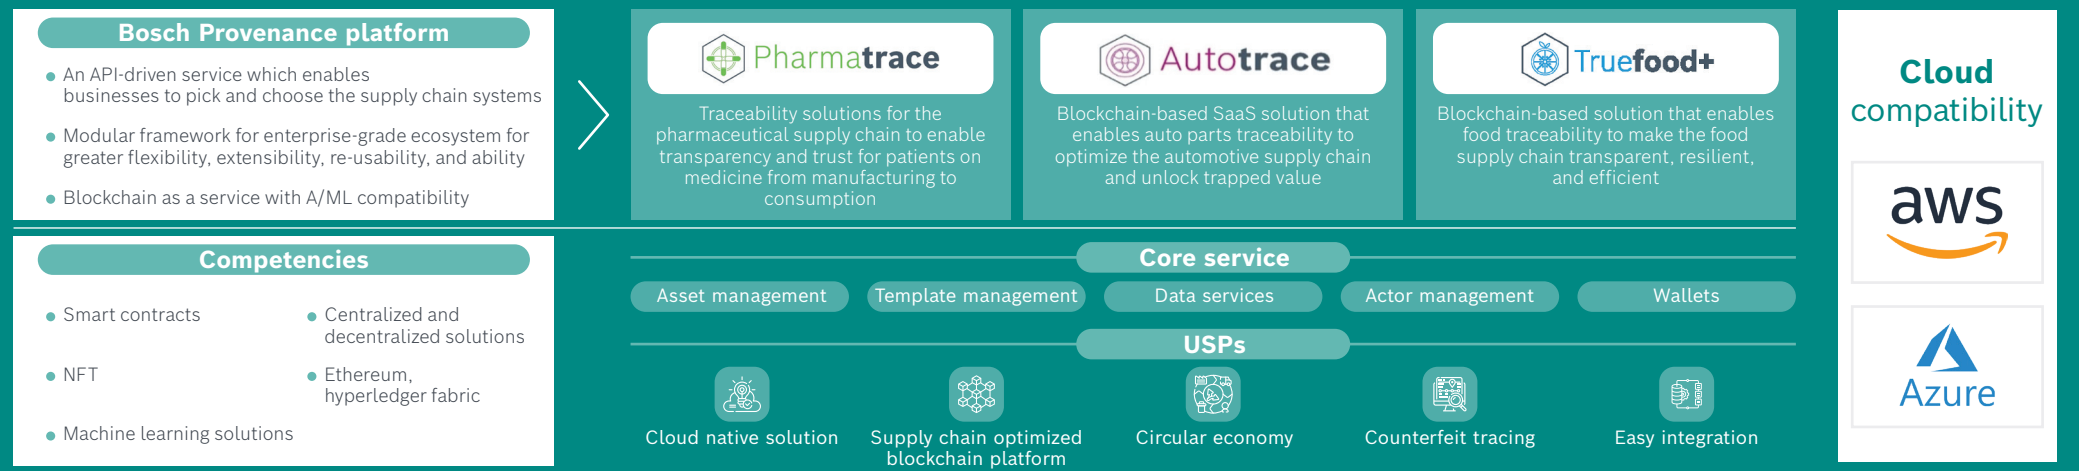 Bosch Provenance platform
An API-driven service which enables
businesses to pick and choose the supply chain systems
Modular framework for enterprise-grade ecosystem for
greater flexibility, extensibility, re-usability, and ability
Blockchain as a service with A/ML compatibility
Pharmatrace
Traceability solutions for the
pharmaceutical supply chain to enable
transparency and trust for patients on
medicine from manufacturing to
consumption
Autotrace
Blockchain-based SaaS solution that
enables auto parts traceability to
optimize the automotive supply chain
and unlock trapped value
Truefood+
Blockchain-based solution that enables
food traceability to make the food
supply chain transparent, resilient,
and efficient
Competencies
Smart contracts
NFT
Machine learning solutions
Centralized and
decentralized solutions
Ethereum,
hyperledger fabric
Core service
Asset management
Template management
Data services
Actor management
Wallets
USPs
Cloud native solution
Supply chain optimized
blockchain platform
Circular economy
Counterfeit tracing
Easy integration
Cloud
compatibility
aws
Azure